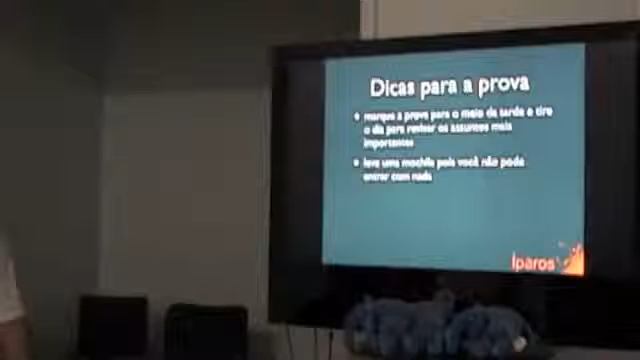 Dicas para a prova
• marque a prova para o meio da tarde e tire
o dia para revisar os assuntos mais
importantes
• leve uma mochila pois você não pode
entrar com nada
iparos